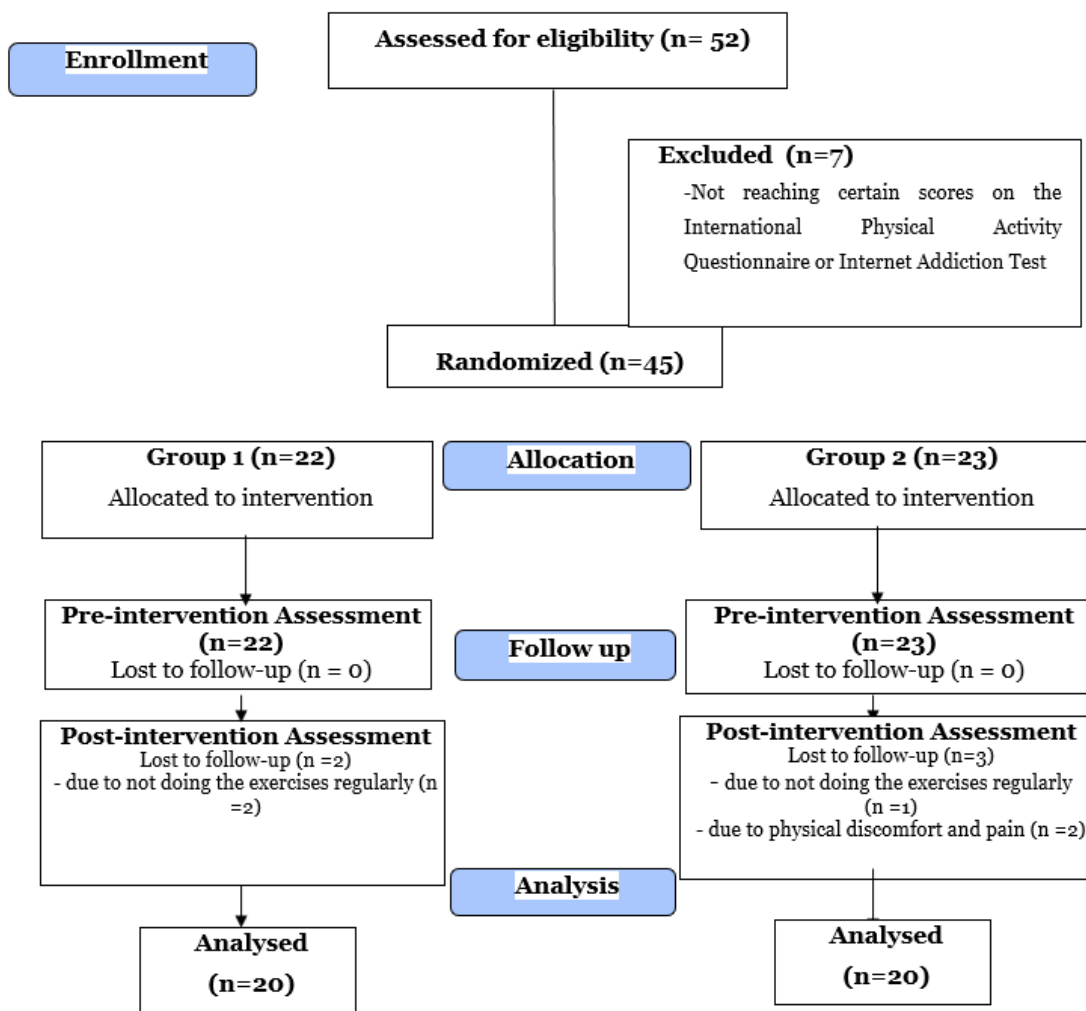 Assessed for eligibility (n= 52)
Enrollment
Excluded (n=7)
-Not reaching certain scores on the
International Physical Activity
Questionnaire or Internet Addiction Test
Randomized (n=45)
Group 1 (n=22)
Allocated to intervention
Allocation
Group 2 (n=23)
Allocated to intervention
Pre-intervention Assessment
(n=22)
Lost to follow-up (n = 0)
Follow up
Pre-intervention Assessment
(n=23)
Lost to follow-up (n = 0)
Post-intervention Assessment
Lost to follow-up (n =2)
- due to not doing the exercises regularly (n
=2)
Post-intervention Assessment
Lost to follow-up (n=3)
- due to not doing the exercises regularly
(n =1)
- due to physical discomfort and pain (n =2)
Analysis
Analysed
(n=20)
Analysed
(n=20)